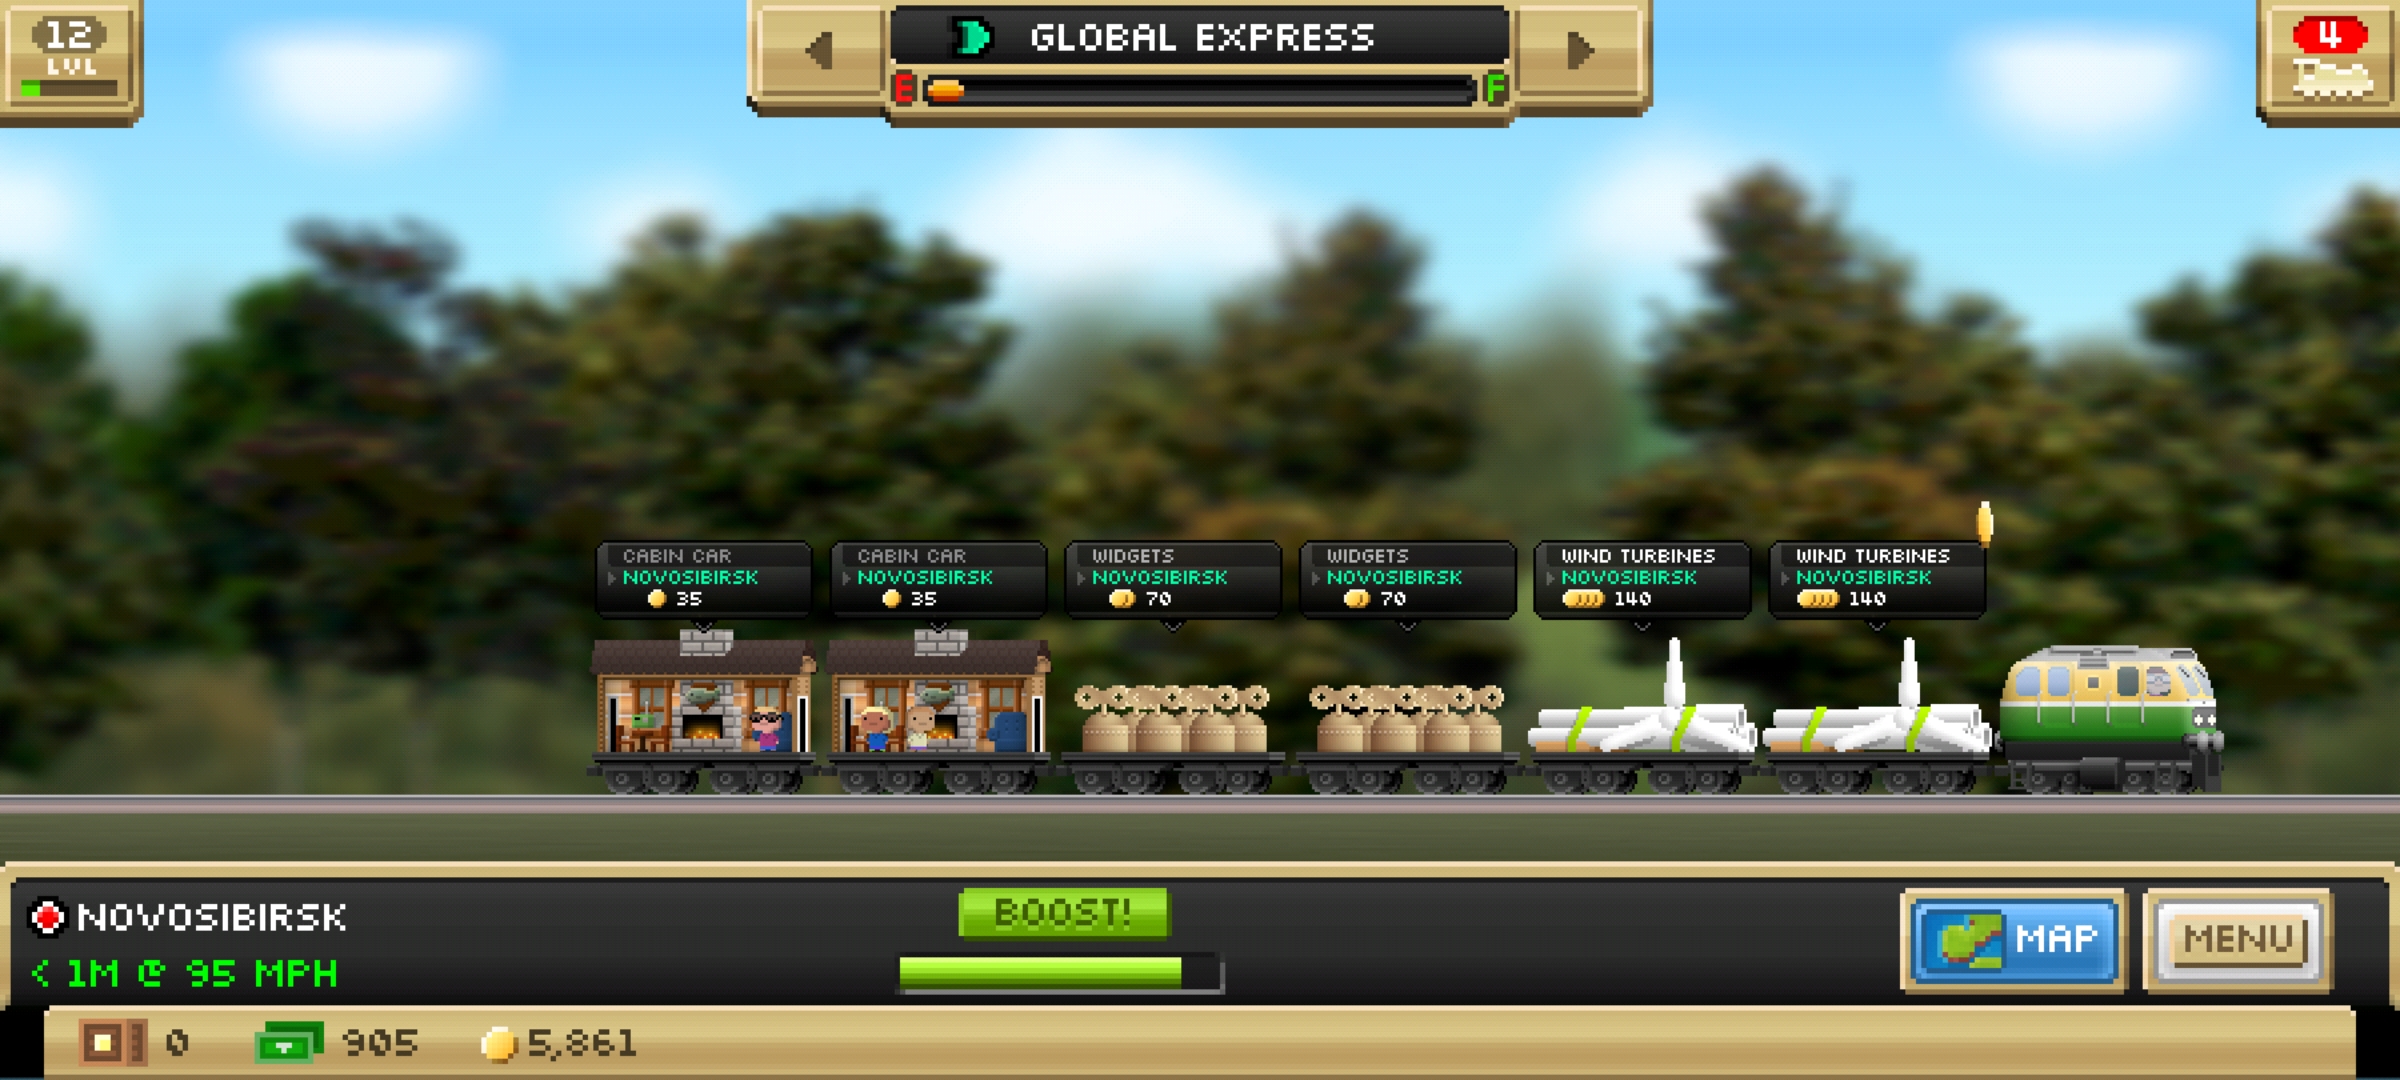 12
LVL
GLOBAL EXPRESS
E F
4
CABIN CAR
NOVOSIBIRSK
35
CABIN CAR
NOVOSIBIRSK
35
WIDGETS
NOVOSIBIRSK
70
WIDGETS
NOVOSIBIRSK
70
WIND TURBINES
NOVOSIBIRSK
140
WIND TURBINES
NOVOSIBIRSK
140
NOVOSIBIRSK
< 1M @ 95 MPH
BOOST!
MAP
MENU
0 905 5,861